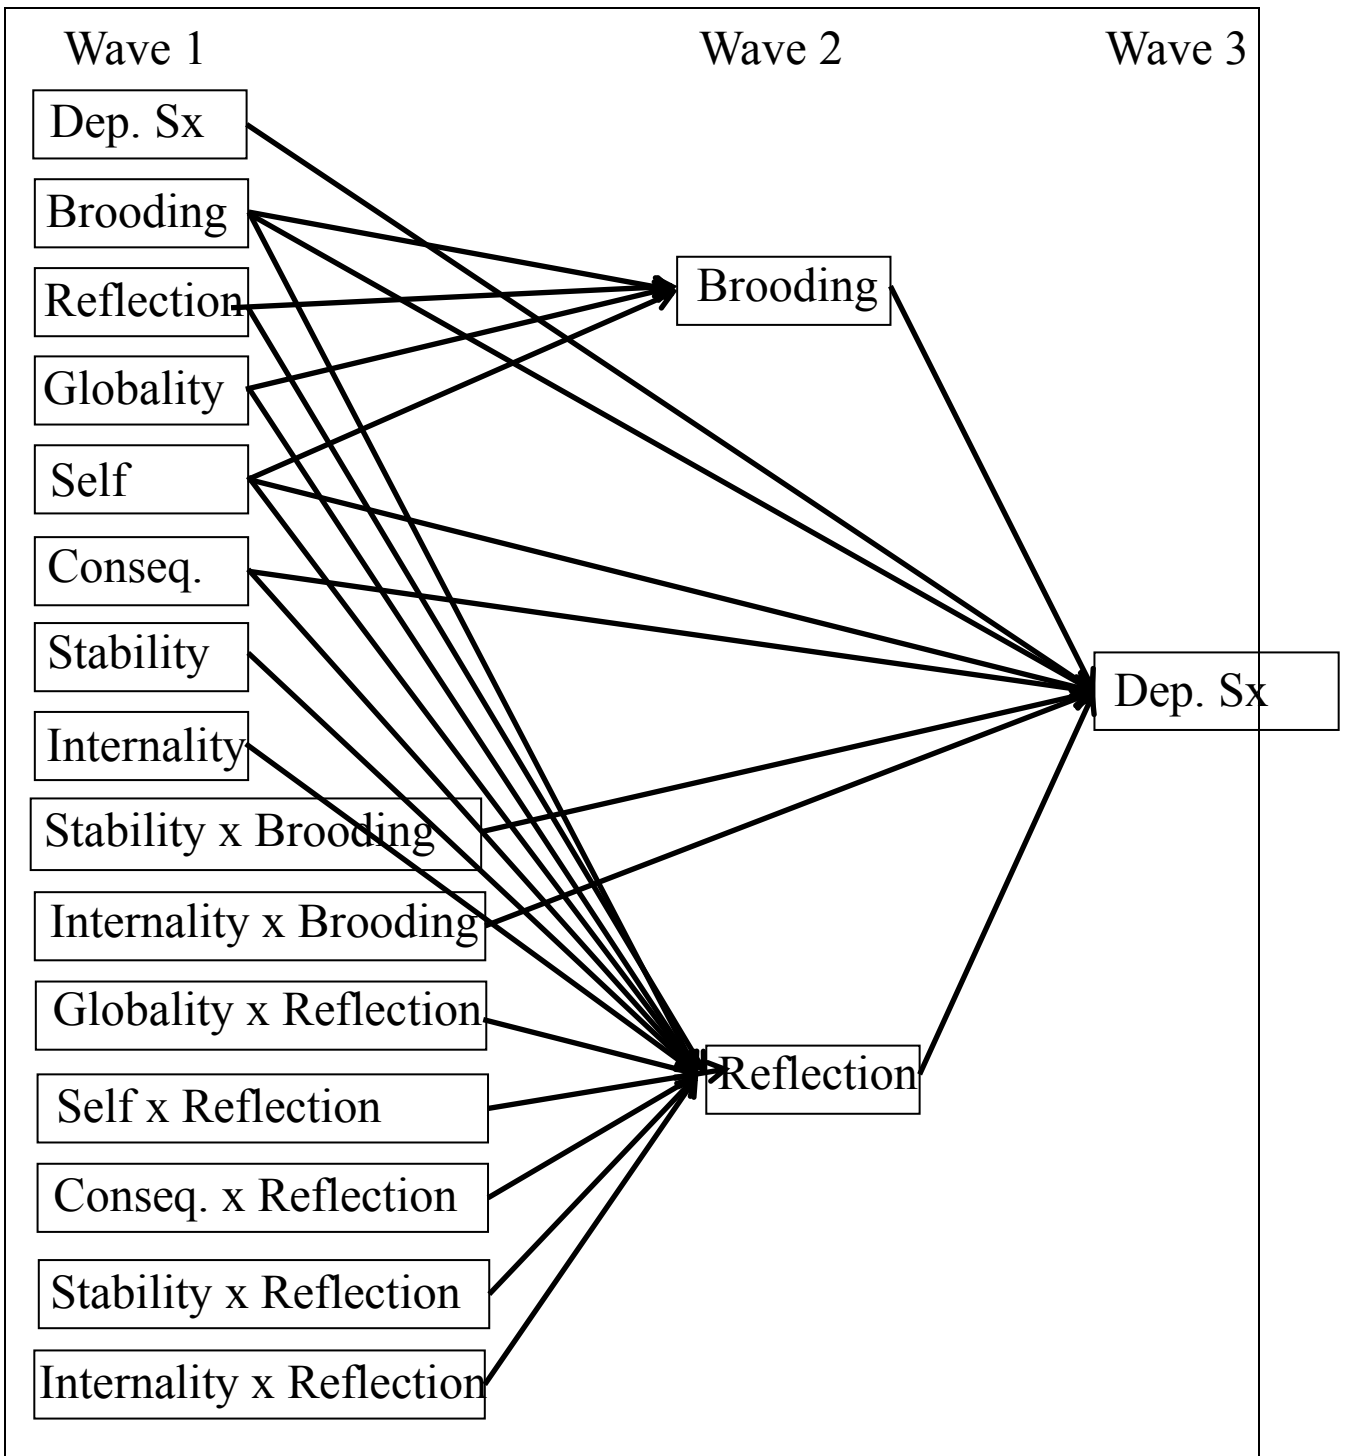 Wave 1
Wave 2
Wave 3
Dep. Sx
Brooding
Reflection
Globality
Self
Conseq.
Stability
Internality
Stability x Brooding
Internality x Brooding
Globality x Reflection
Self x Reflection
Conseq. x Reflection
Stability x Reflection
Internality x Reflection
Brooding
Reflection
Dep. Sx